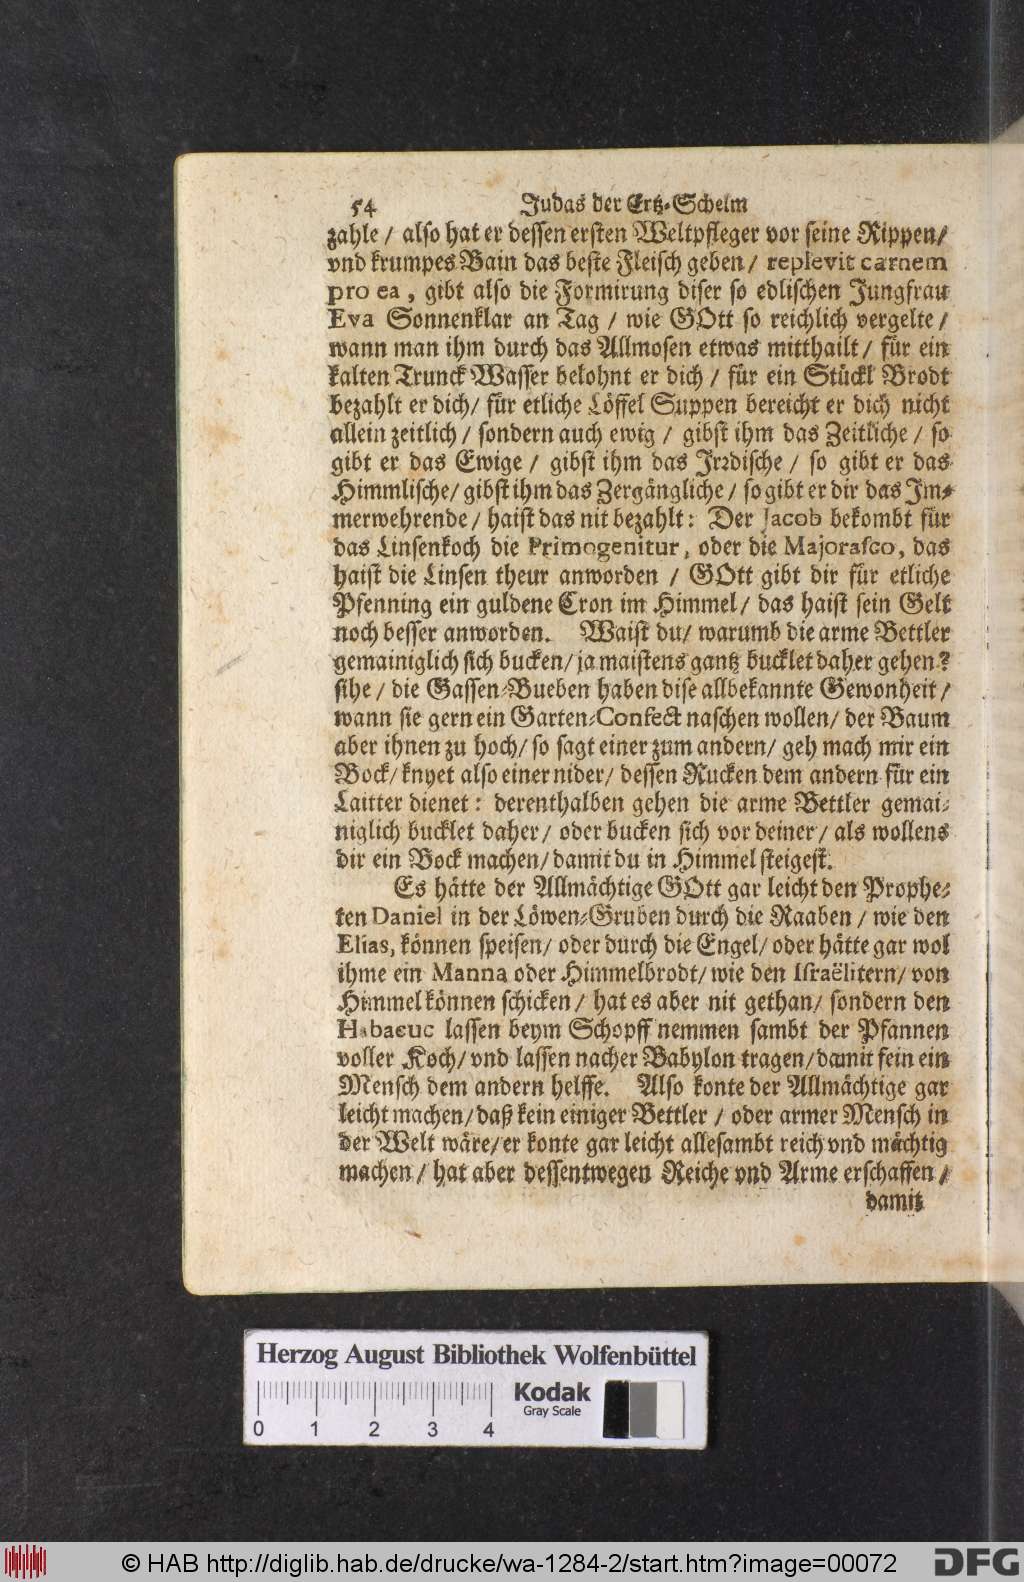 54 Judas der Ertz-Schelm
zahle / also hat er dessen ersten Weltpfleger vor seine Rippen/
vnd krumpes Bain das beste Fleisch geben / replevit carnem
pro ea, gibt also die Formirung diser so edlischen Jungfrau
Eva Sonnenklar an Tag / wie GOtt so reichlich vergelte /
wann man ihm durch das Allmosen etwas mitthailt / für ein
kalten Trunck Wasser belohnt er dich / für ein Stückl Brodt
bezahlt er dich / für etliche Löffel Suppen bereicht er dich nicht
allein zeitlich / sondern auch ewig / gibst ihm das Zeitliche / so
gibt er das Ewige / gibst ihm das Irrdische / so gibt er das
Himmlische / gibst ihm das Zergängliche / so gibt er dir das Im-
merwehrende / haist das nit bezahlt: Der Jacob bekombt für
das Linsenkoch die Primogenitur, oder die Majorasco, das
haist die Linsen theur anworden / GOtt gibt dir für etliche
Pfenning ein guldene Cron im Himmel / das haist sein Gelt
noch besser anworden. Waist du / warumb die arme Bettler
gemainiglich sich bucken / ja maistens gantz bucklet daher gehen?
sihe / die Gassen-Bueben haben dise allbekannte Gewonheit /
wann sie gern ein Garten-Confect naschen wollen / der Baum
aber ihnen zu hoch / so sagt einer zum andern / geh mach mir ein
Bock / knyet also einer nider / dessen Rucken dem andern für ein
Laitter dienet: derenthalben gehen die arme Bettler gemai-
niglich bucklet daher / oder bucken sich vor deiner / als wollens
dir ein Bock machen / damit du in Himmel steigest.
Es hätte der Allmächtige GOtt gar leicht den Prophe-
ten Daniel in der Löwen-Gruben durch die Raaben / wie den
Elias, können speisen / oder durch die Engel / oder hätte gar wol
ihme ein Manna oder Himmelbrodt / wie den Israëlitern / von
Himmel können schicken / hat es aber nit gethan / sondern den
Habacuc lassen beym Schopff nemmen sambt der Pfannen
voller Koch / vnd lassen nacher Babylon tragen / damit fein ein
Mensch dem andern helffe. Also konte der Allmächtige gar
leicht machen / daß kein einiger Bettler / oder armer Mensch in
der Welt wäre / er konte gar leicht allesambt reich vnd mächtig
machen / hat aber dessentwegen Reiche vnd Arme erschaffen /
damit
Herzog August Bibliothek Wolfenbüttel
0 1 2 3 4
Kodak
Gray Scale
© HAB http://diglib.hab.de/drucke/wa-1284-2/start.htm?image=00072
DFG